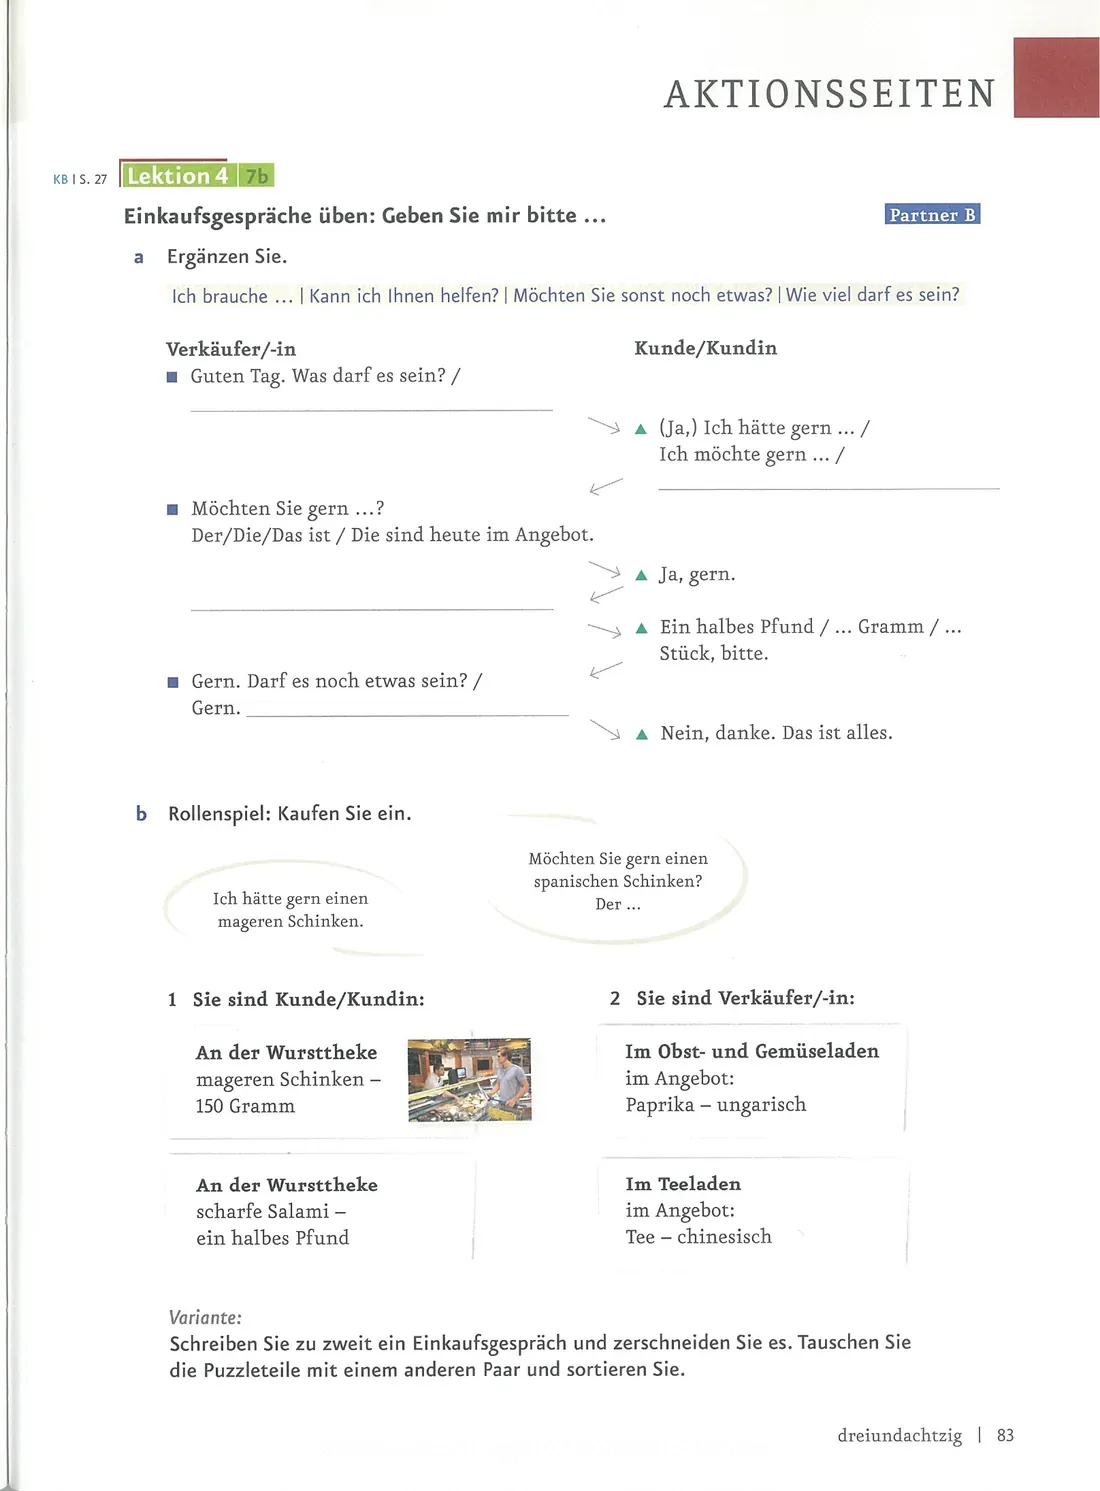 AKTIONSSEITEN
KB | S. 27 Lektion 4 7b
Einkaufsgespräche üben: Geben Sie mir bitte ...
Partner B
a Ergänzen Sie.
Ich brauche ... | Kann ich Ihnen helfen? | Möchten Sie sonst noch etwas? | Wie viel darf es sein?
Verkäufer/-in
Kunde/Kundin
Guten Tag. Was darf es sein? /
(Ja,) Ich hätte gern ... /
Ich möchte gern ... /
Möchten Sie gern ...?
Der/Die/Das ist / Die sind heute im Angebot.
Ja, gern.
Ein halbes Pfund / ... Gramm / ...
Stück, bitte.
Gern. Darf es noch etwas sein? /
Gern.
Nein, danke. Das ist alles.
b Rollenspiel: Kaufen Sie ein.
Ich hätte gern einen
mageren Schinken.
Möchten Sie gern einen
spanischen Schinken?
Der ...
1 Sie sind Kunde/Kundin:
An der Wursttheke
mageren Schinken –
150 Gramm
An der Wursttheke
scharfe Salami –
ein halbes Pfund
2 Sie sind Verkäufer/-in:
Im Obst- und Gemüseladen
im Angebot:
Paprika – ungarisch
Im Teeladen
im Angebot:
Tee – chinesisch
Variante:
Schreiben Sie zu zweit ein Einkaufsgespräch und zerschneiden Sie es. Tauschen Sie
die Puzzleteile mit einem anderen Paar und sortieren Sie.
dreiundachtzig | 83